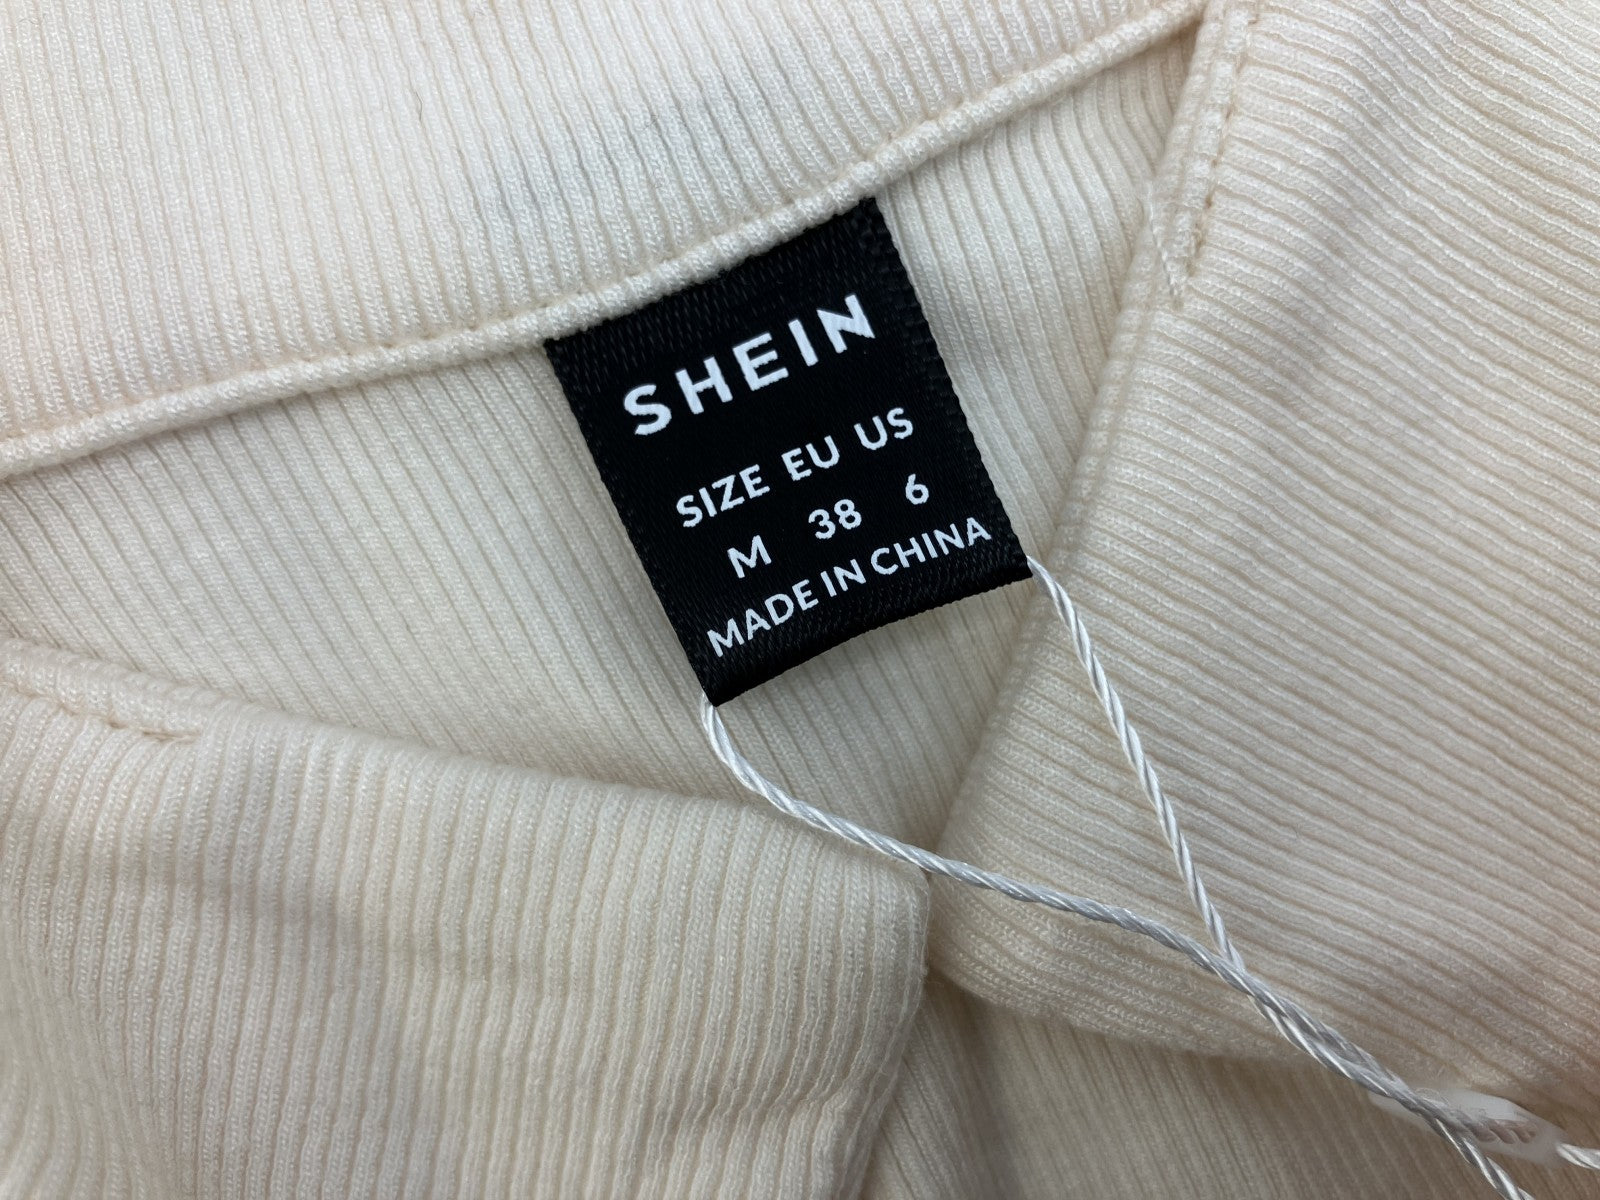 SHEIN
SIZE EU US
M 38 6
MADE IN CHINA